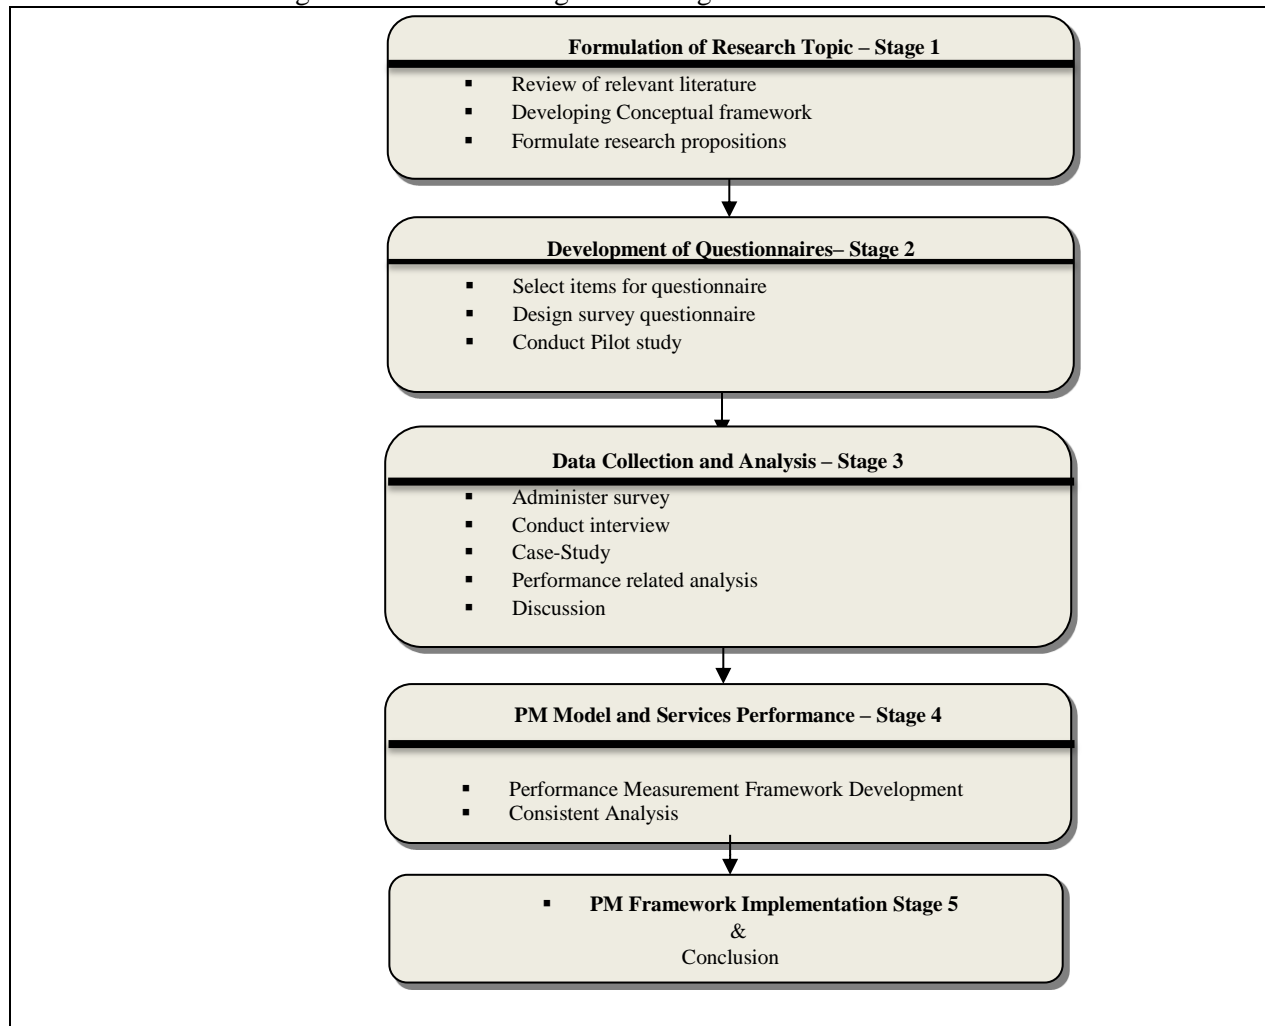 Formulation of Research Topic – Stage 1
▪ Review of relevant literature
▪ Developing Conceptual framework
▪ Formulate research propositions
Development of Questionnaires– Stage 2
▪ Select items for questionnaire
▪ Design survey questionnaire
▪ Conduct Pilot study
Data Collection and Analysis – Stage 3
▪ Administer survey
▪ Conduct interview
▪ Case-Study
▪ Performance related analysis
▪ Discussion
PM Model and Services Performance – Stage 4
▪ Performance Measurement Framework Development
▪ Consistent Analysis
▪ PM Framework Implementation Stage 5
&
Conclusion